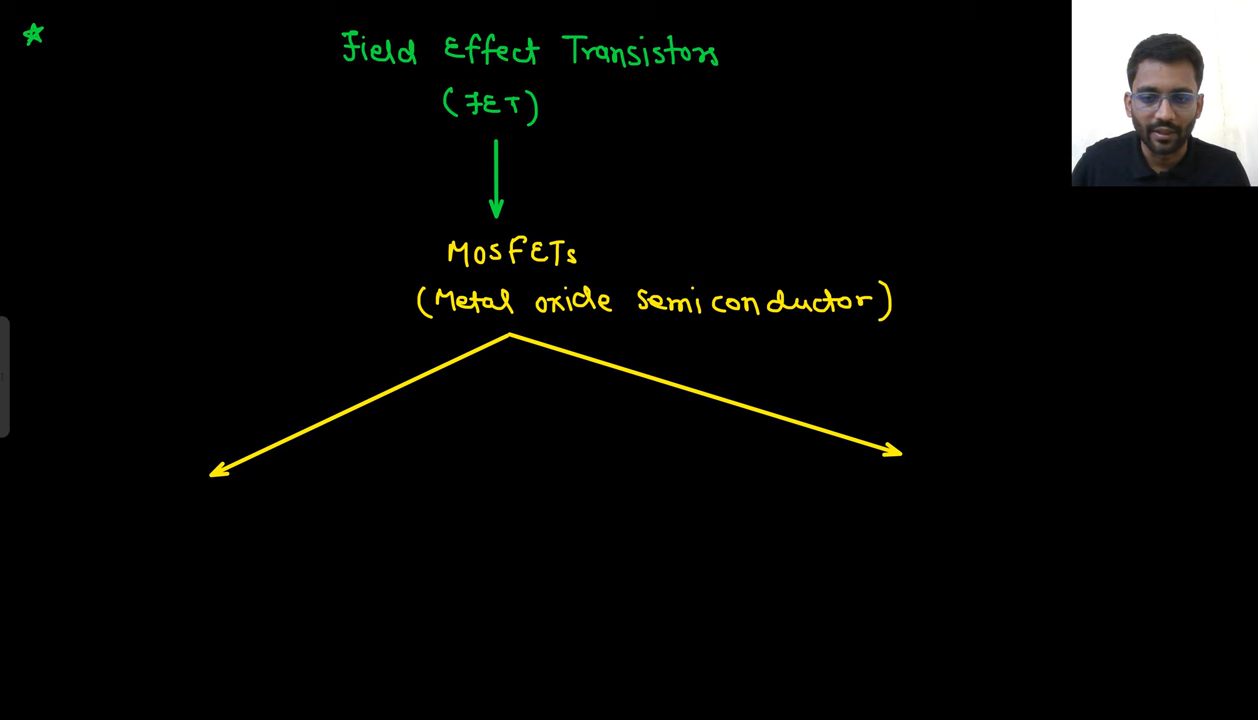 Field Effect Transistors
(FET)
MOSFETs
(Metal oxide semiconductor)